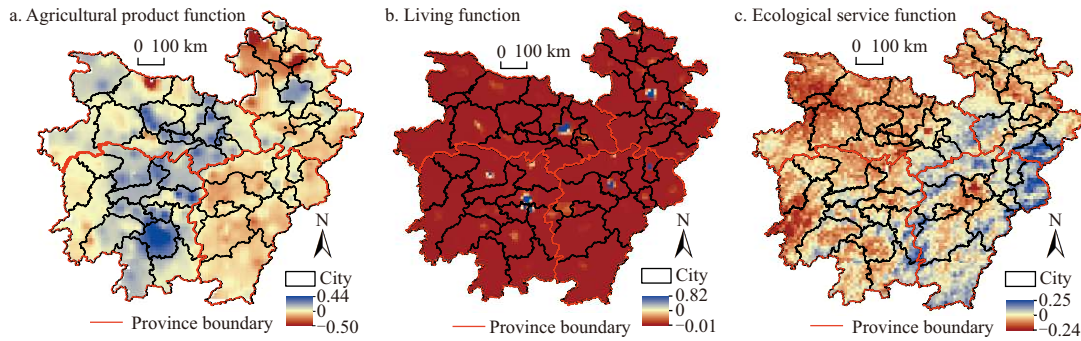 a. Agricultural product function
0 100 km
N
City
0.44
0
−0.50
Province boundary
b. Living function
0 100 km
N
City
0.82
0
−0.01
Province boundary
c. Ecological service function
0 100 km
N
City
0.25
0
−0.24
Province boundary